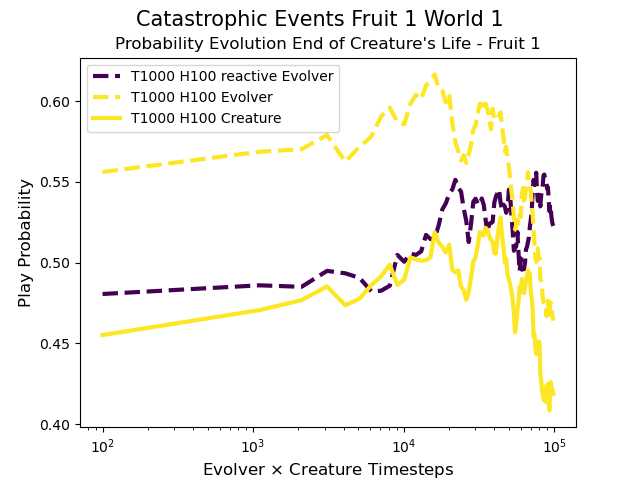 Catastrophic Events Fruit 1 World 1
Probability Evolution End of Creature's Life - Fruit 1
T1000 H100 reactive Evolver
T1000 H100 Evolver
T1000 H100 Creature
Play Probability
0.60
0.55
0.50
0.45
0.40
10²
10³
10⁴
10⁵
Evolver × Creature Timesteps